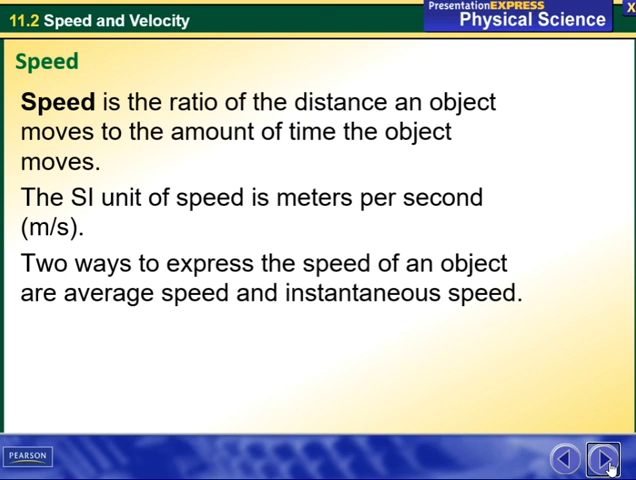 11.2 Speed and Velocity
PresentationEXPRESS
Physical Science
X
Speed
Speed is the ratio of the distance an object
moves to the amount of time the object
moves.
The SI unit of speed is meters per second
(m/s).
Two ways to express the speed of an object
are average speed and instantaneous speed.
PEARSON